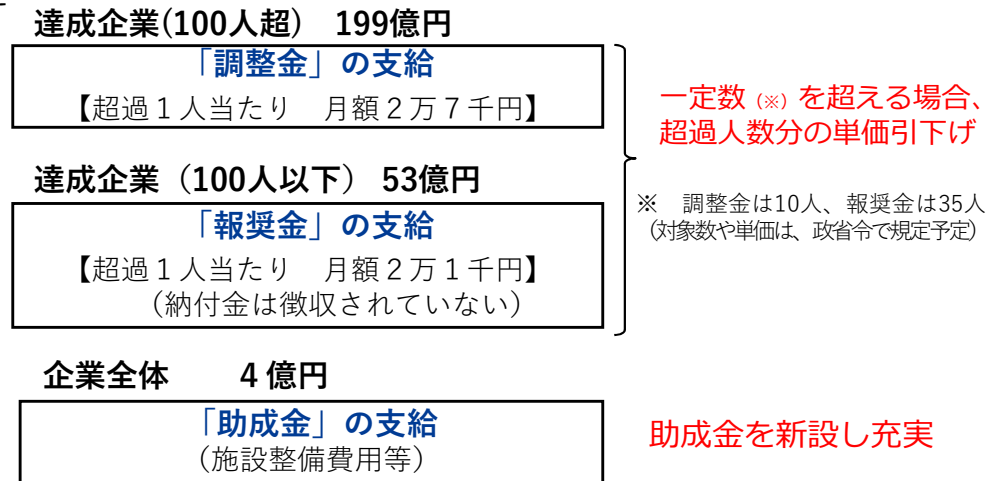 達成企業(100人超)　199億円
「調整金」の支給
【超過１人当たり　月額２万７千円】
達成企業（100人以下） 53億円
「報奨金」の支給
【超過１人当たり　月額２万１千円】
（納付金は徴収されていない）
企業全体　　４億円
「助成金」の支給
（施設整備費用等）
一定数（※）を超える場合、
超過人数分の単価引下げ
※　調整金は10人、報奨金は35人
（対象数や単価は、政省令で規定予定）
助成金を新設し充実